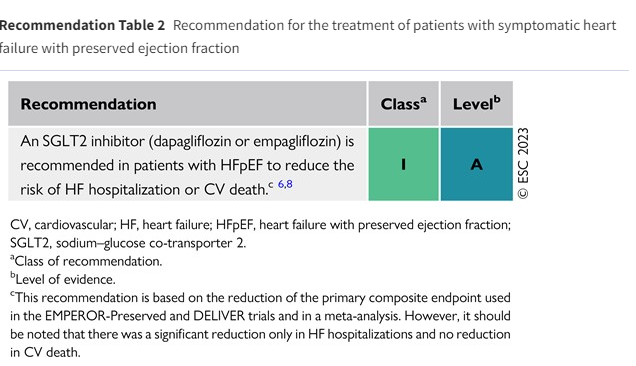 Recommendation Table 2 Recommendation for the treatment of patients with symptomatic heart
failure with preserved ejection fraction
Recommendation Classᵃ Levelᵇ
An SGLT2 inhibitor (dapagliflozin or empagliflozin) is
recommended in patients with HFpEF to reduce the
risk of HF hospitalization or CV death.ᶜ ⁶,⁸
I A
© ESC 2023
CV, cardiovascular; HF, heart failure; HFpEF, heart failure with preserved ejection fraction;
SGLT2, sodium–glucose co-transporter 2.
ᵃClass of recommendation.
ᵇLevel of evidence.
ᶜThis recommendation is based on the reduction of the primary composite endpoint used
in the EMPEROR-Preserved and DELIVER trials and in a meta-analysis. However, it should
be noted that there was a significant reduction only in HF hospitalizations and no reduction
in CV death.